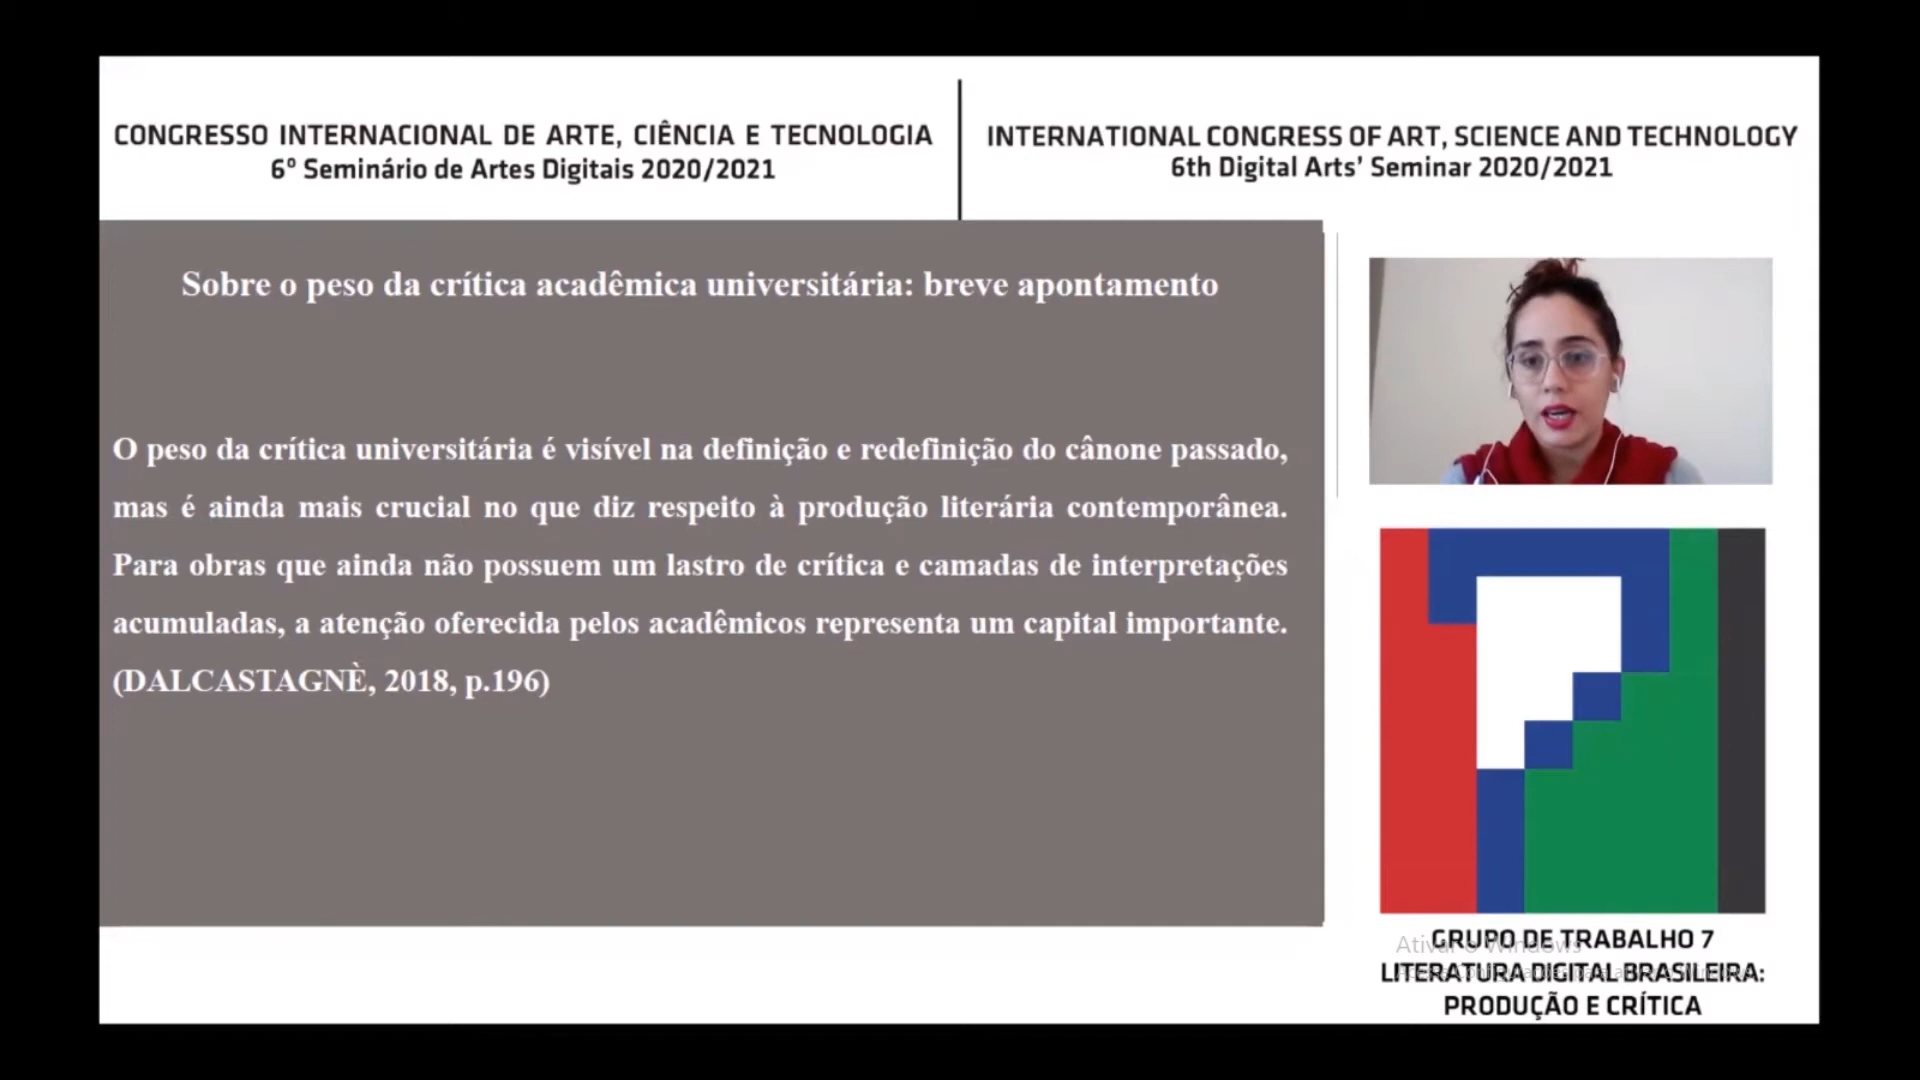 CONGRESSO INTERNACIONAL DE ARTE, CIÊNCIA E TECNOLOGIA
6º Seminário de Artes Digitais 2020/2021
INTERNATIONAL CONGRESS OF ART, SCIENCE AND TECHNOLOGY
6th Digital Arts’ Seminar 2020/2021
Sobre o peso da crítica acadêmica universitária: breve apontamento
O peso da crítica universitária é visível na definição e redefinição do cânone passado,
mas é ainda mais crucial no que diz respeito à produção literária contemporânea.
Para obras que ainda não possuem um lastro de crítica e camadas de interpretações
acumuladas, a atenção oferecida pelos acadêmicos representa um capital importante.
(DALCASTAGNÈ, 2018, p.196)
GRUPO DE TRABALHO 7
LITERATURA DIGITAL BRASILEIRA:
PRODUÇÃO E CRÍTICA
Ativar o Windows